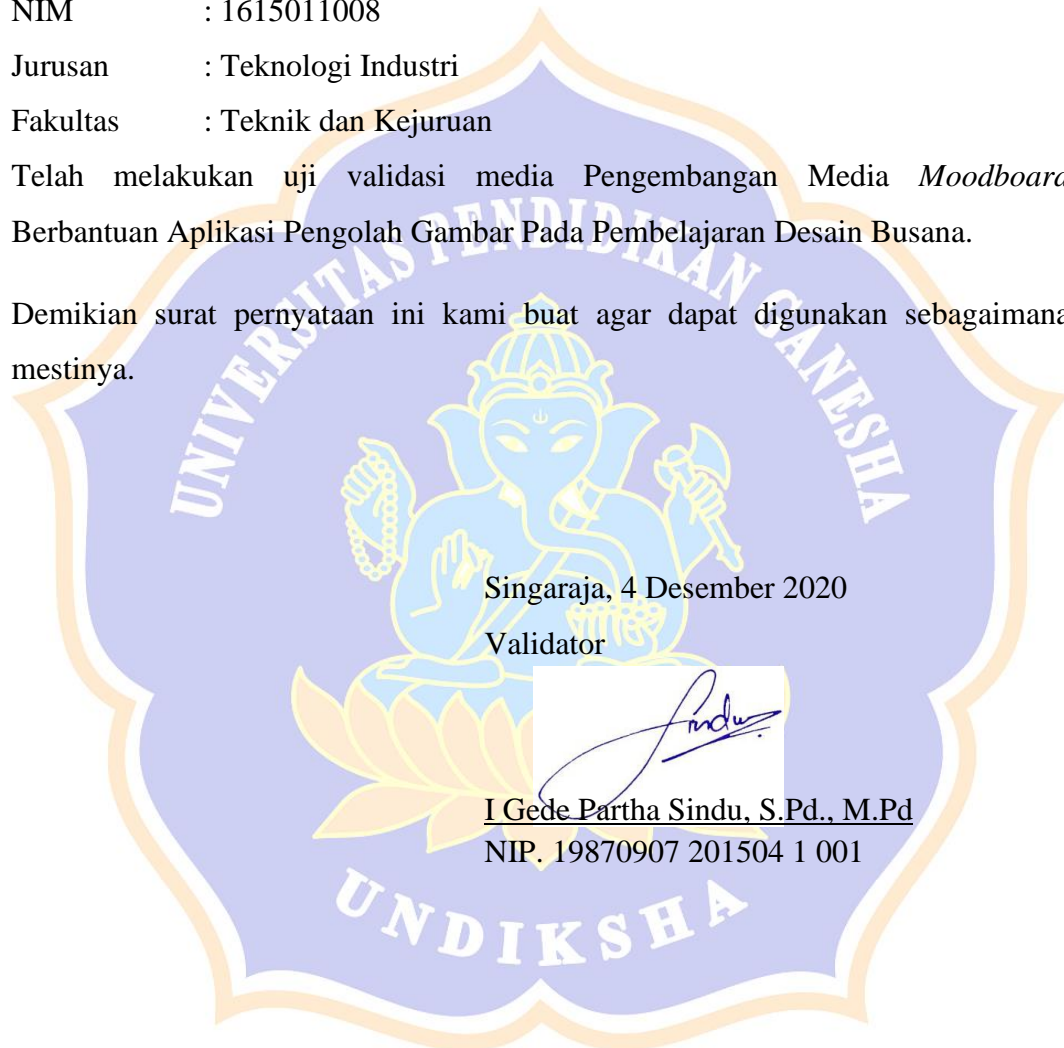 NIM : 1615011008
Jurusan : Teknologi Industri
Fakultas : Teknik dan Kejuruan
Telah melakukan uji validasi media Pengembangan Media Moodboard
Berbantuan Aplikasi Pengolah Gambar Pada Pembelajaran Desain Busana.
UNIVERSITAS PENDIDIKAN GANESHA
Demikian surat pernyataan ini kami buat agar dapat digunakan sebagaimana
mestinya.
Singaraja, 4 Desember 2020
Validator
Sindu
I Gede Partha Sindu, S.Pd., M.Pd
NIP. 19870907 201504 1 001
UNDIKSHA